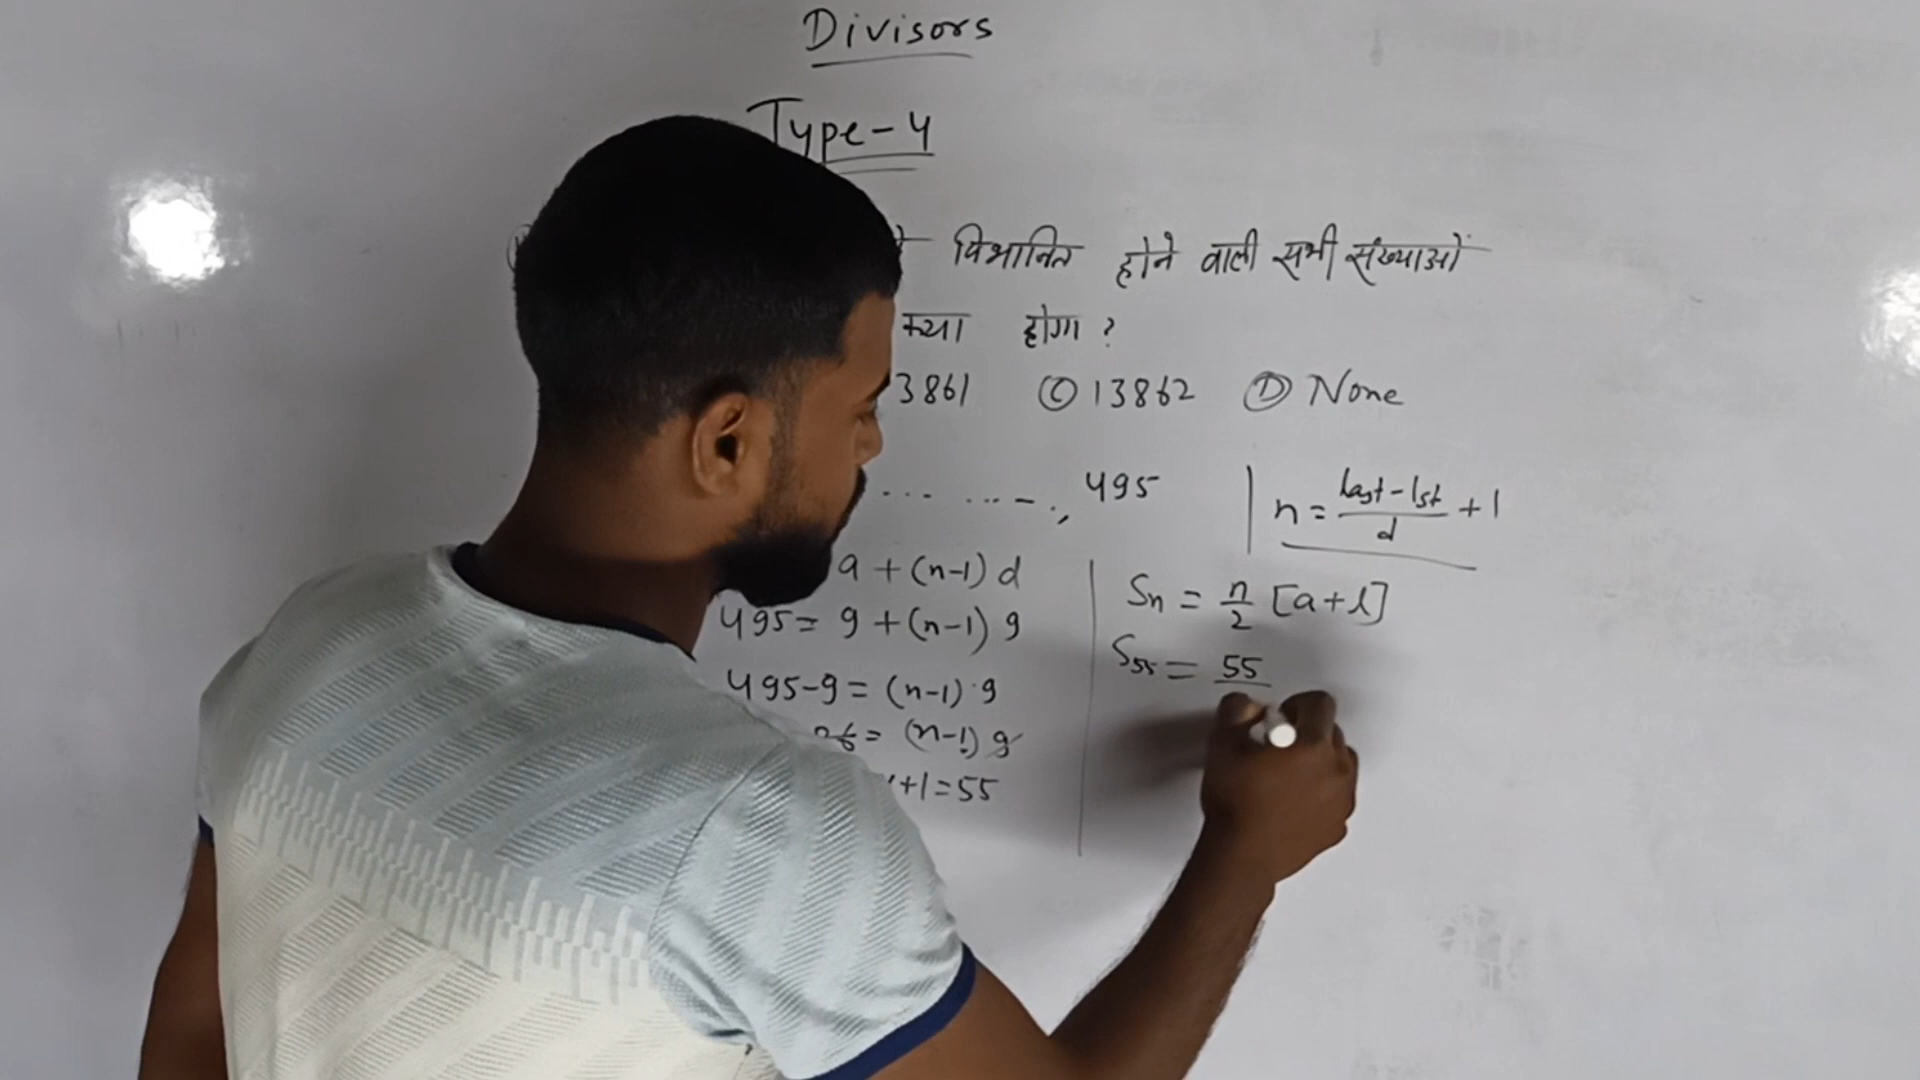 Divisors
Type-4
विभाजित होने वाली सभी संख्याओं
क्या होगा ?
3861 Ⓒ 13862 Ⓓ None
... ... -., 495
n = last-1st/d + 1
a + (n-1) d
495 = 9 + (n-1) 9
495-9 = (n-1) · 9
= (n-1) 9
+1 = 55
Sn = n/2 [a+l]
S55 = 55